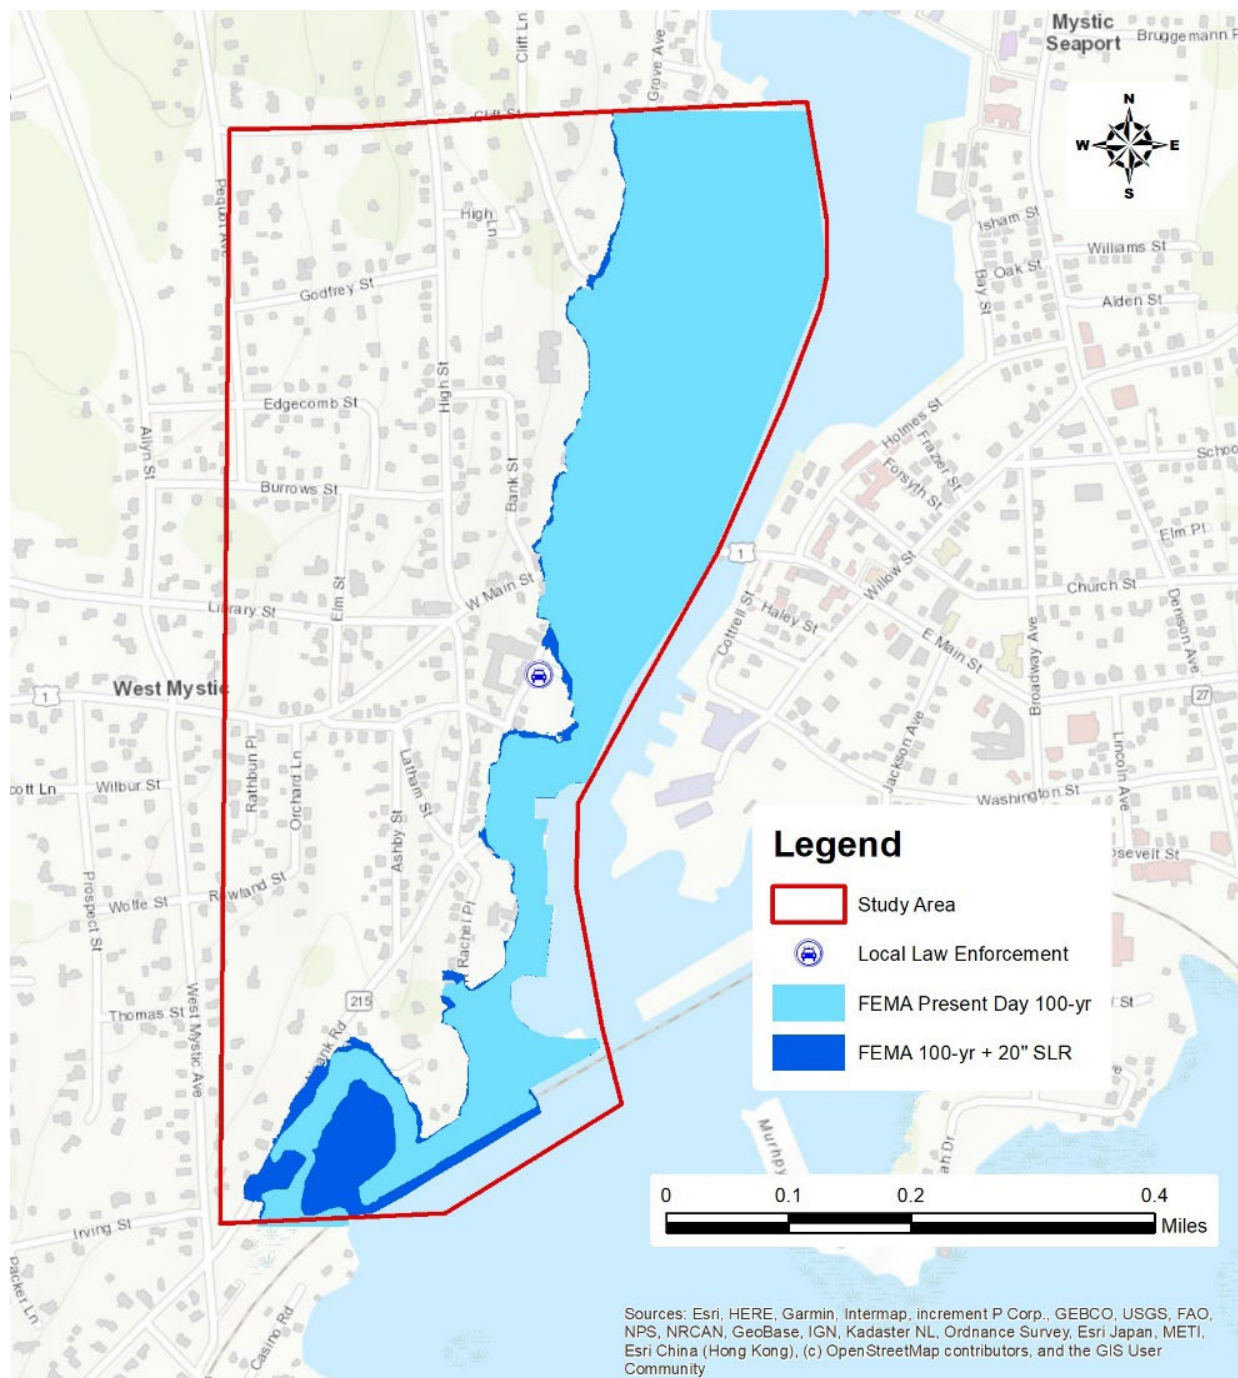 Mystic
Seaport
Bruggemann
Clift Ln
Grove Ave
Clift St
N
W
E
S
Pequot Ave
High
Ln
Isham St
Williams St
Oak St
Bay St
Alden St
Godfrey St
High St
Edgecomb St
Holmes St
Frazier St
Forsyth St
Allyn St
Burrows St
Bank St
Elm Pl
1
Willow St
Church St
W Main St
Library St
Elm St
Haley St
Cottrell St
E Main St
Denison Ave
Broadway Ave
West Mystic
1
27
Jackson Ave
Rathbun Pl
Orchard Ln
Latham St
Wilbur St
Washington St
Lincoln Ave
Ashby St
Legend
Study Area
Local Law Enforcement
FEMA Present Day 100-yr
FEMA 100-yr + 20" SLR
Rowland St
Wolfe St
Prospect St
Rachel Pl
215
Thomas St
West Mystic Ave
Irving St
Packer Ln
Casino Rd
Murhpy
0
0.1
0.2
0.4
Miles
Sources: Esri, HERE, Garmin, Intermap, increment P Corp., GEBCO, USGS, FAO,
NPS, NRCAN, GeoBase, IGN, Kadaster NL, Ordnance Survey, Esri Japan, METI,
Esri China (Hong Kong), (c) OpenStreetMap contributors, and the GIS User
Community